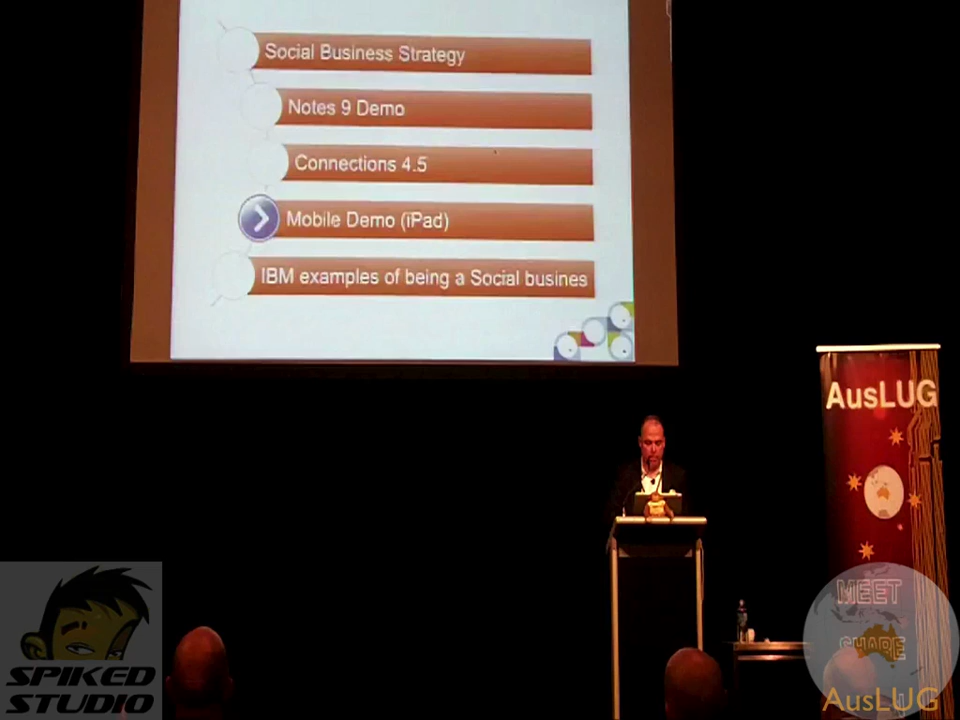 Social Business Strategy
Notes 9 Demo
Connections 4.5
Mobile Demo (iPad)
IBM examples of being a Social busines
AusLUG
MEET
SHARE
AusLUG
SPIKED
STUDIO